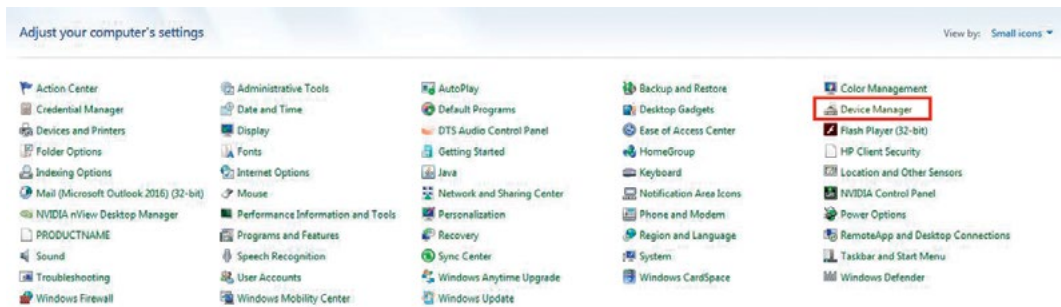 Adjust your computer's settings
View by: Small icons
Action Center Administrative Tools AutoPlay Backup and Restore Color Management
Credential Manager Date and Time Default Programs Desktop Gadgets Device Manager
Devices and Printers Display DTS Audio Control Panel Ease of Access Center Flash Player (32-bit)
Folder Options Fonts Getting Started HomeGroup HP Client Security
Indexing Options Internet Options Java Keyboard Location and Other Sensors
Mail (Microsoft Outlook 2016) (32-bit) Mouse Network and Sharing Center Notification Area Icons NVIDIA Control Panel
NVIDIA nView Desktop Manager Performance Information and Tools Personalization Phone and Modem Power Options
PRODUCTNAME Programs and Features Recovery Region and Language RemoteApp and Desktop Connections
Sound Speech Recognition Sync Center System Taskbar and Start Menu
Troubleshooting User Accounts Windows Anytime Upgrade Windows CardSpace Windows Defender
Windows Firewall Windows Mobility Center Windows Update